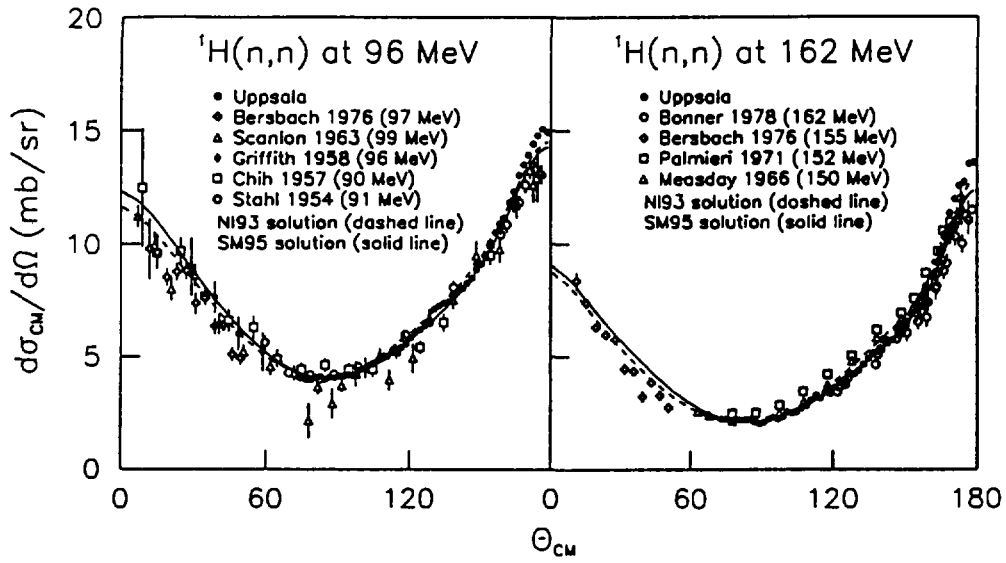 20
15
10
5
0
dσCM/dΩ (mb/sr)
¹H(n,n) at 96 MeV
Uppsala
Bersbach 1976 (97 MeV)
Scanlon 1963 (99 MeV)
Griffith 1958 (96 MeV)
Chih 1957 (90 MeV)
Stahl 1954 (91 MeV)
NI93 solution (dashed line)
SM95 solution (solid line)
¹H(n,n) at 162 MeV
Uppsala
Bonner 1978 (162 MeV)
Bersbach 1976 (155 MeV)
Palmieri 1971 (152 MeV)
Measday 1966 (150 MeV)
NI93 solution (dashed line)
SM95 solution (solid line)
0 60 120 0 60 120 180
ΘCM